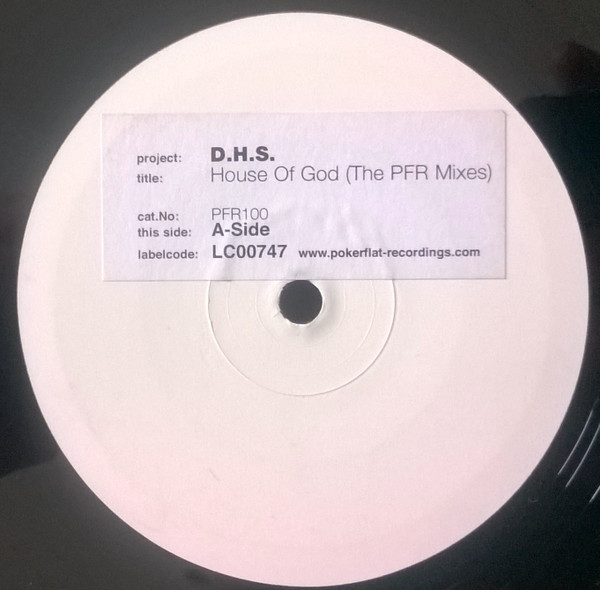 project: D.H.S.
title: House Of God (The PFR Mixes)
cat.No: PFR100
this side: A-Side
labelcode: LC00747 www.pokerflat-recordings.com